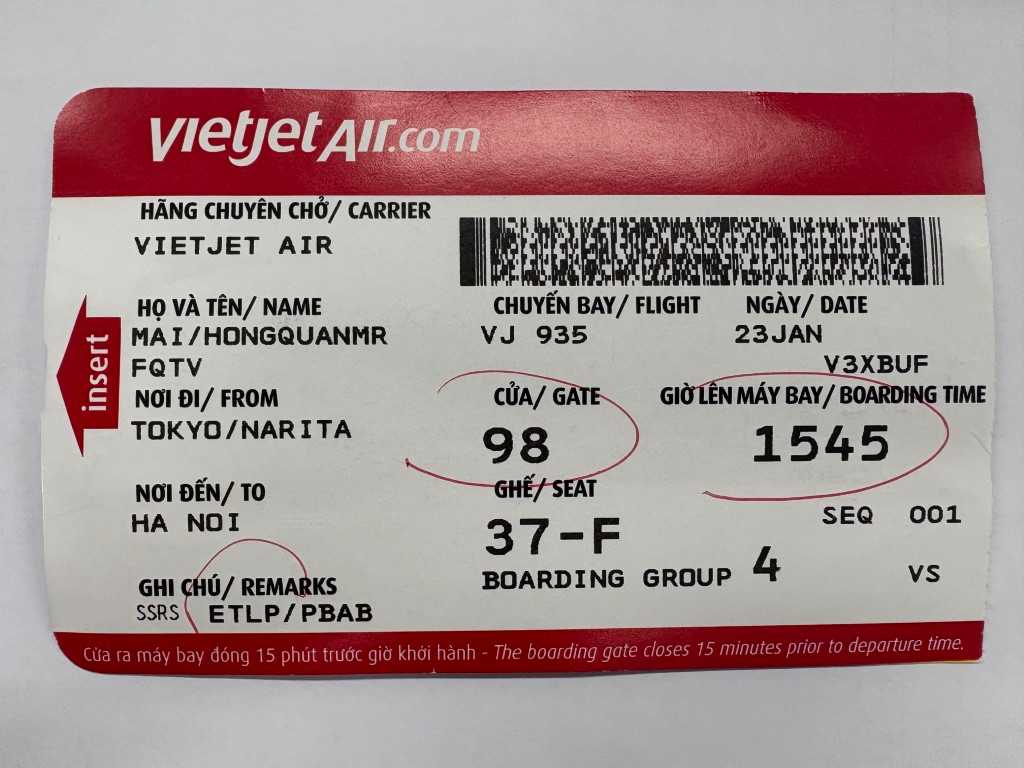 vietjetAir.com
HÃNG CHUYÊN CHỞ/ CARRIER
VIETJET AIR
HỌ VÀ TÊN/ NAME
MAI/HONGQUANMR
FQTV
CHUYẾN BAY/ FLIGHT
VJ 935
NGÀY/ DATE
23JAN
V3XBUF
insert
NƠI ĐI/ FROM
TOKYO/NARITA
CỬA/ GATE
98
GIỜ LÊN MÁY BAY/ BOARDING TIME
1545
NƠI ĐẾN/ TO
HA NOI
GHẾ/ SEAT
37-F
SEQ 001
BOARDING GROUP 4
VS
GHI CHÚ/ REMARKS
SSRS ETLP/PBAB
Cửa ra máy bay đóng 15 phút trước giờ khởi hành - The boarding gate closes 15 minutes prior to departure time.